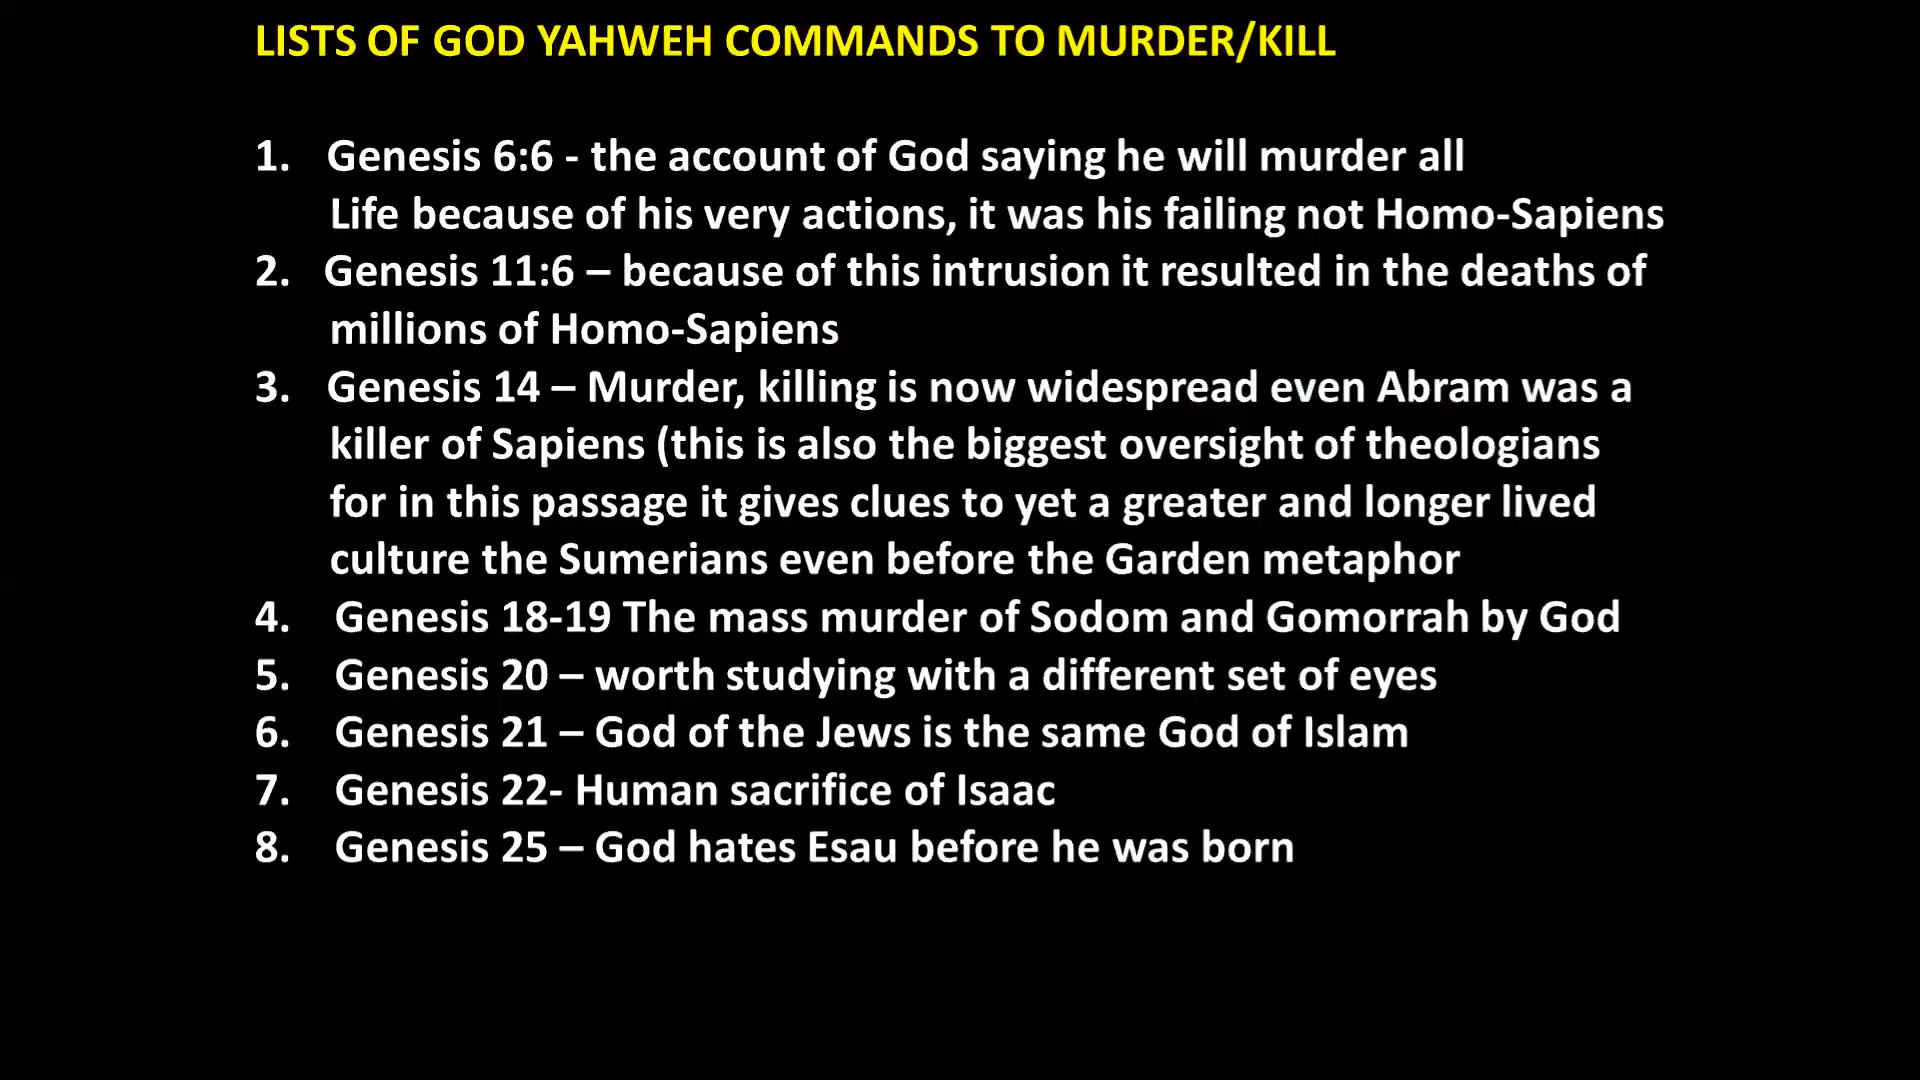 LISTS OF GOD YAHWEH COMMANDS TO MURDER/KILL
1. Genesis 6:6 - the account of God saying he will murder all
Life because of his very actions, it was his failing not Homo-Sapiens
2. Genesis 11:6 – because of this intrusion it resulted in the deaths of
millions of Homo-Sapiens
3. Genesis 14 – Murder, killing is now widespread even Abram was a
killer of Sapiens (this is also the biggest oversight of theologians
for in this passage it gives clues to yet a greater and longer lived
culture the Sumerians even before the Garden metaphor
4. Genesis 18-19 The mass murder of Sodom and Gomorrah by God
5. Genesis 20 – worth studying with a different set of eyes
6. Genesis 21 – God of the Jews is the same God of Islam
7. Genesis 22- Human sacrifice of Isaac
8. Genesis 25 – God hates Esau before he was born